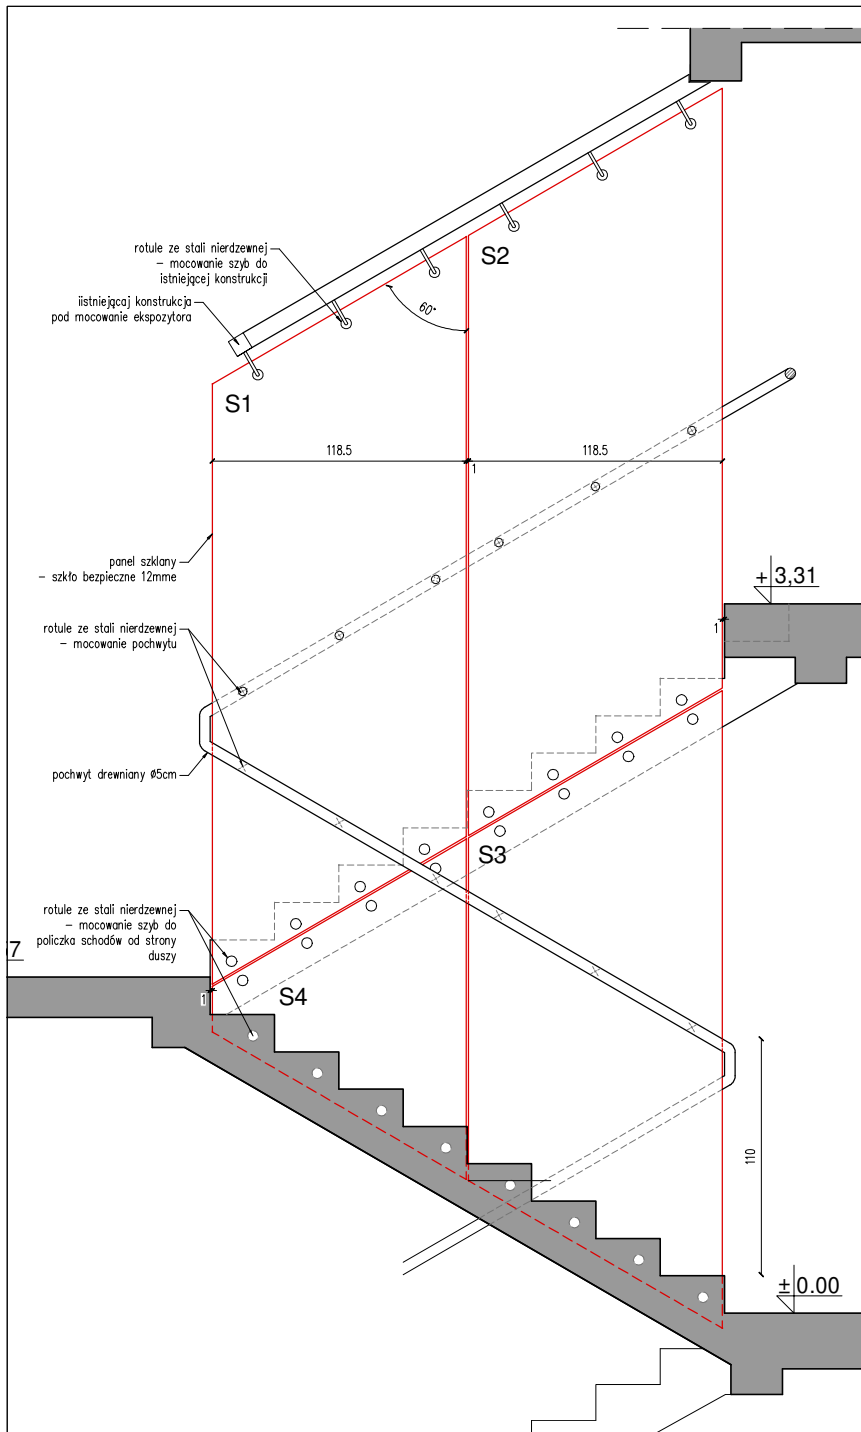 S2
rotule ze stali nierdzewnej
– mocowanie szyb do
istniejącej konstrukcji
iistniejącaj konstrukcja
pod mocowanie ekspozytora
60°
S1
118.5
118.5
1
panel szklany
– szkło bezpieczne 12mme
+ 3,31
rotule ze stali nierdzewnej
– mocowanie pochwytu
1
pochwyt drewniany Ø5cm
S3
rotule ze stali nierdzewnej
– mocowanie szyb do
policzka schodów od strony
duszy
7
S4
1
110
±0.00